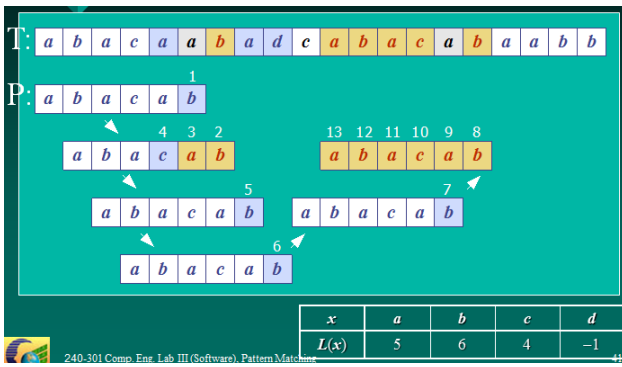 T: a b a c a a b a d c a b a c a b a a b b
1
P: a b a c a b
4 3 2 13 12 11 10 9 8
a b a c a b a b a c a b
5 7
a b a c a b a b a c a b
6
a b a c a b
x a b c d
L(x) 5 6 4 −1
240-301 Comp. Eng. Lab III (Software), Pattern Matching 41